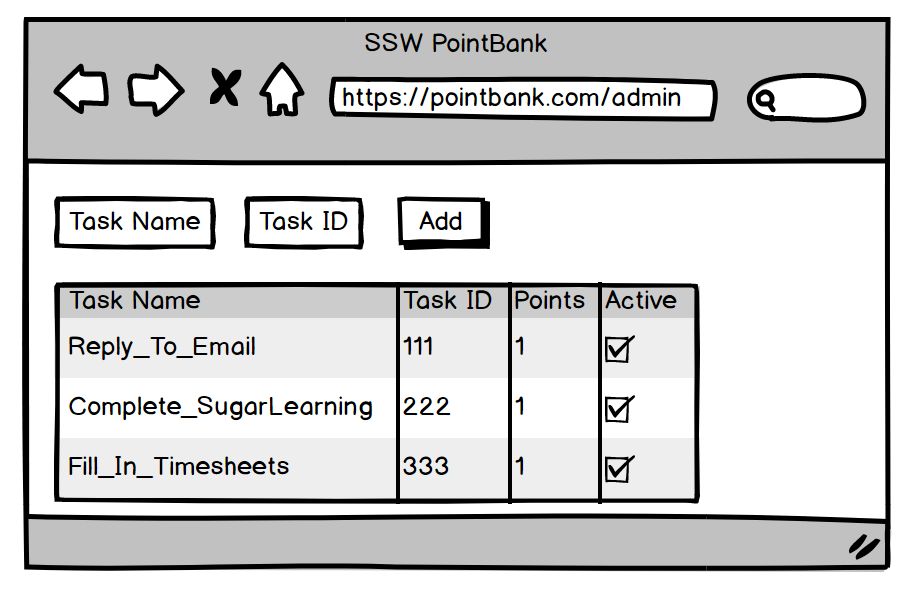 SSW PointBank
https://pointbank.com/admin
Task Name Task ID Add
Task Name Task ID Points Active
Reply_To_Email 111 1
Complete_SugarLearning 222 1
Fill_In_Timesheets 333 1